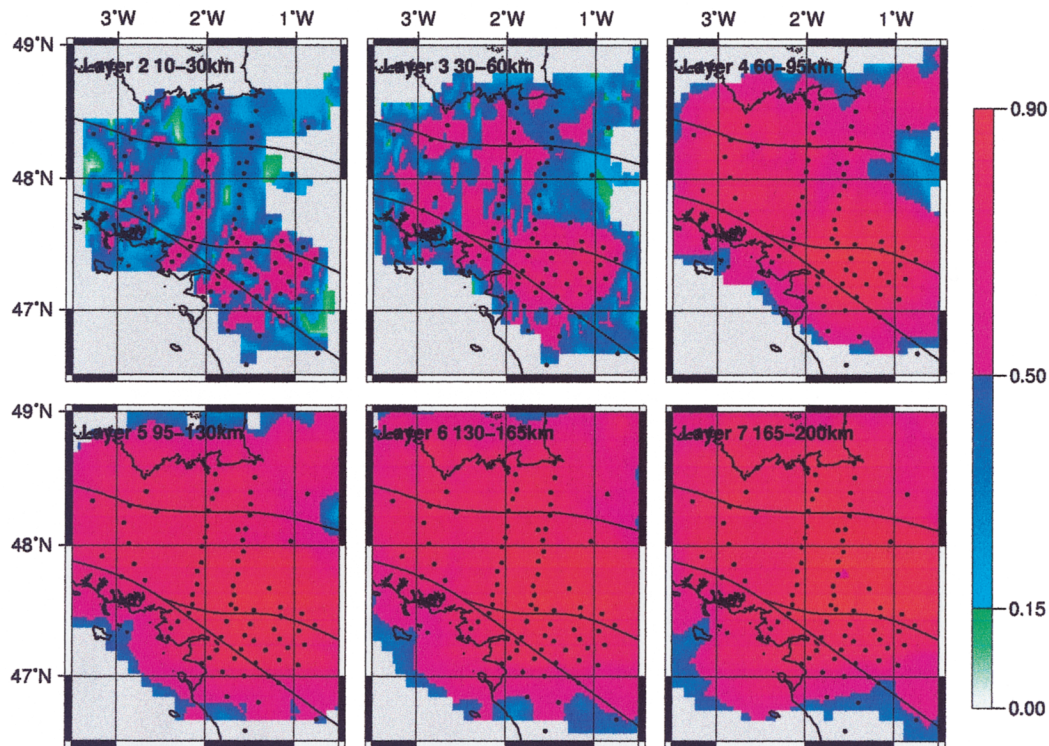 3°W 2°W 1°W 3°W 2°W 1°W 3°W 2°W 1°W
49°N
Layer 2 10-30km
Layer 3 30-60km
Layer 4 60-95km
0.90
48°N
47°N
0.50
49°N
Layer 5 95-130km
Layer 6 130-165km
Layer 7 165-200km
48°N
0.15
47°N
0.00